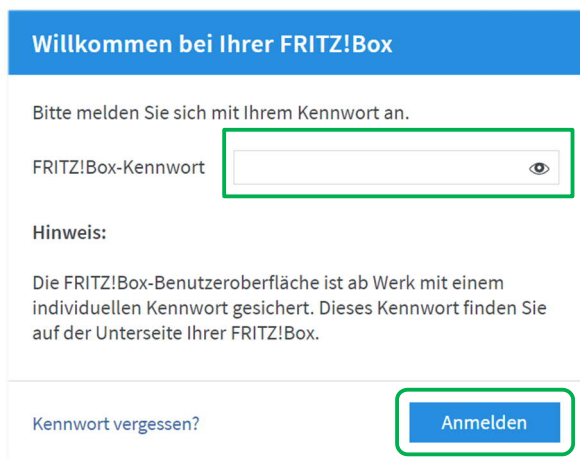 Willkommen bei Ihrer FRITZ!Box
Bitte melden Sie sich mit Ihrem Kennwort an.
FRITZ!Box-Kennwort
Hinweis:
Die FRITZ!Box-Benutzeroberfläche ist ab Werk mit einem
individuellen Kennwort gesichert. Dieses Kennwort finden Sie
auf der Unterseite Ihrer FRITZ!Box.
Kennwort vergessen?
Anmelden